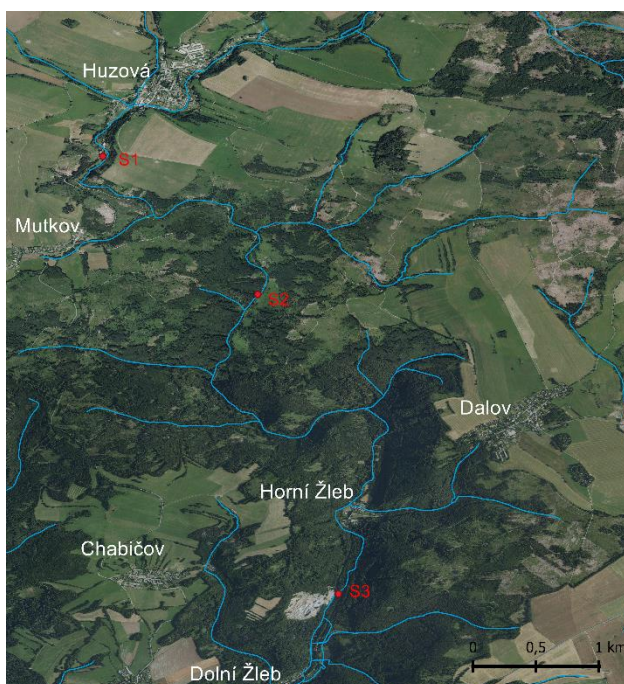 Huzová
S1
Mutkov
S2
Dalov
Horní Žleb
Chabičov
S3
0 0,5 1 km
Dolní Žleb